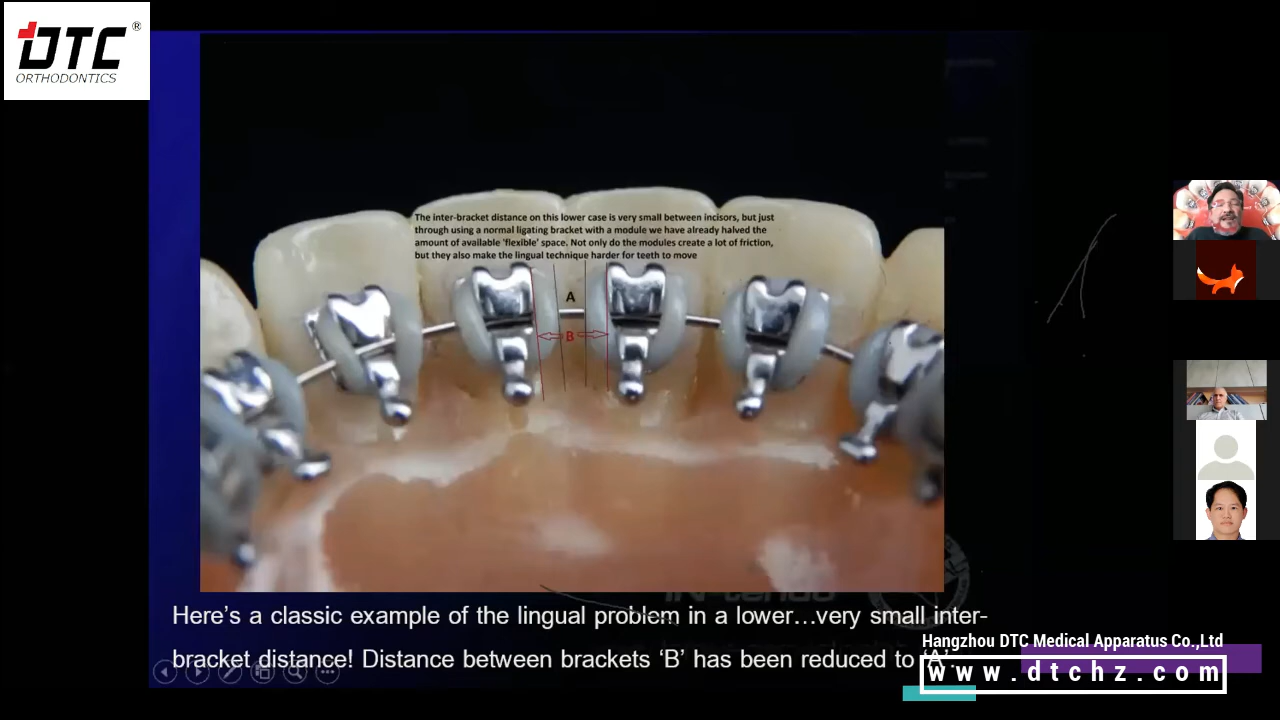 DTC®
ORTHODONTICS
The inter-bracket distance on this lower case is very small between incisors, but just
through using a normal ligating bracket with a module we have already halved the
amount of available 'flexible' space. Not only do the modules create a lot of friction,
but they also make the lingual technique harder for teeth to move
A
B
Here's a classic example of the lingual problem in a lower…very small inter-
bracket distance! Distance between brackets 'B' has been reduced to 'A'.
Hangzhou DTC Medical Apparatus Co.,Ltd
www.dtchz.com